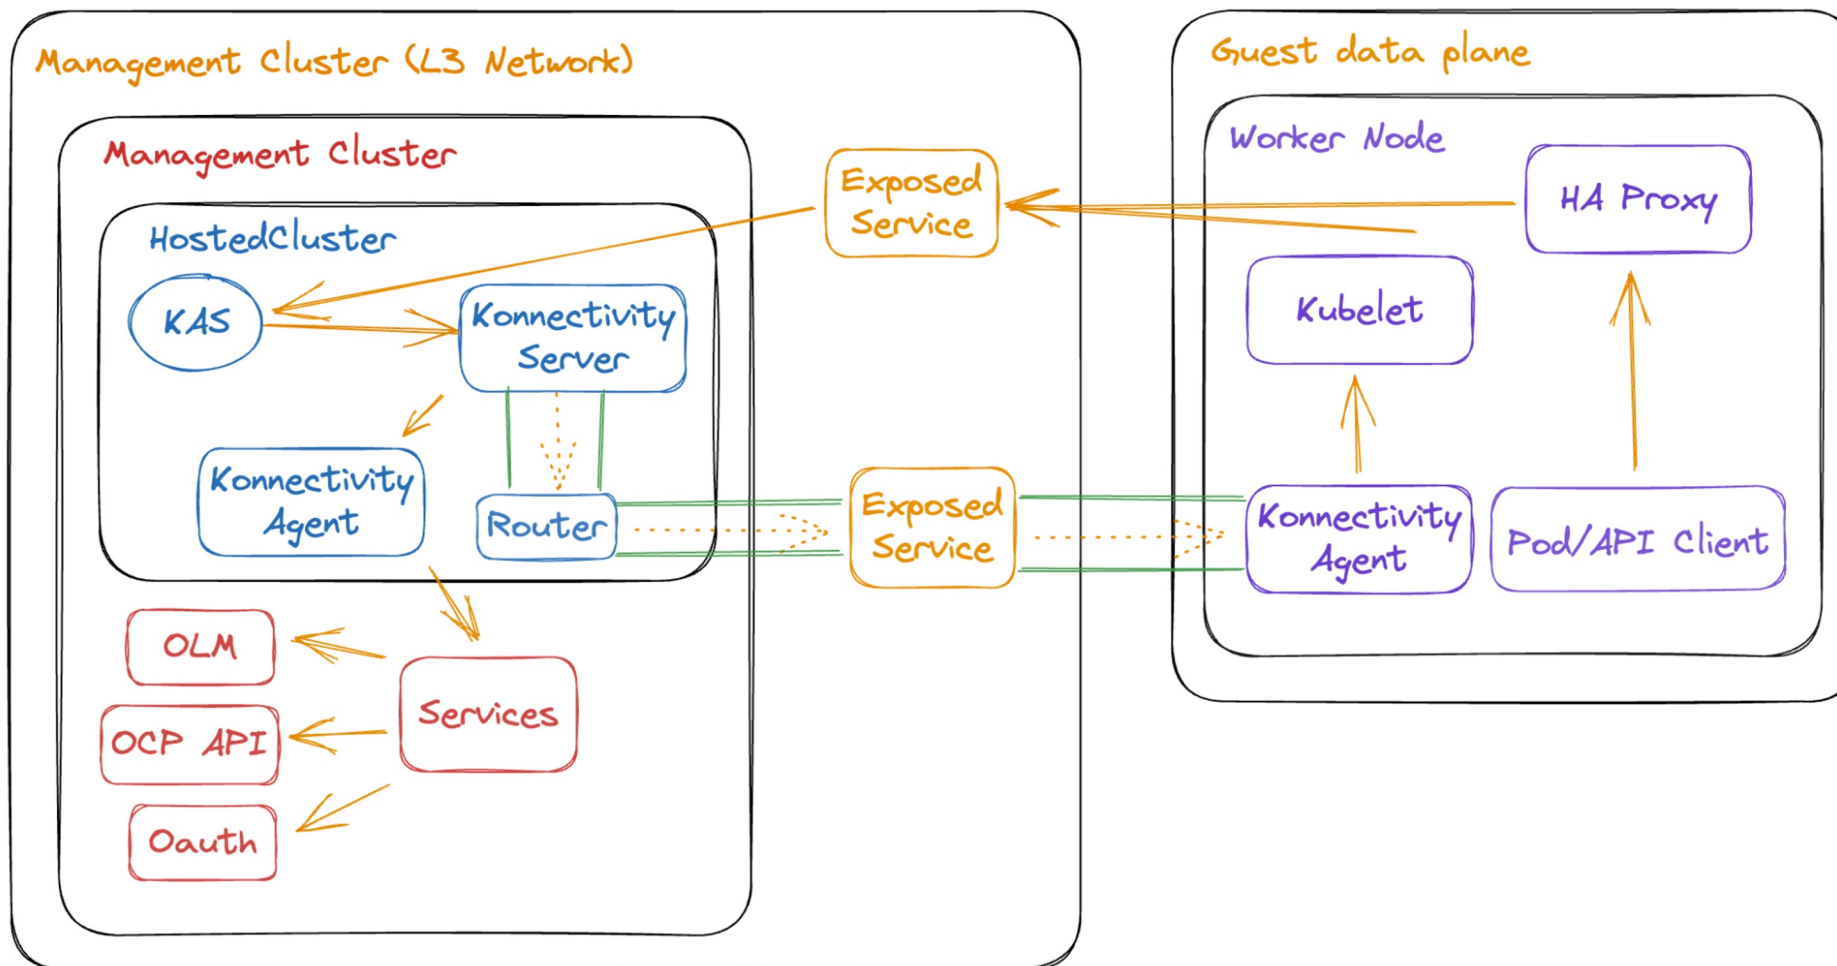 Management Cluster (L3 Network)
Management Cluster
HostedCluster
KAS
Konnectivity
Server
Konnectivity
Agent
Router
OLM
OCP API
Oauth
Services
Exposed
Service
Exposed
Service
Guest data plane
Worker Node
HA Proxy
Kubelet
Konnectivity
Agent
Pod/API Client